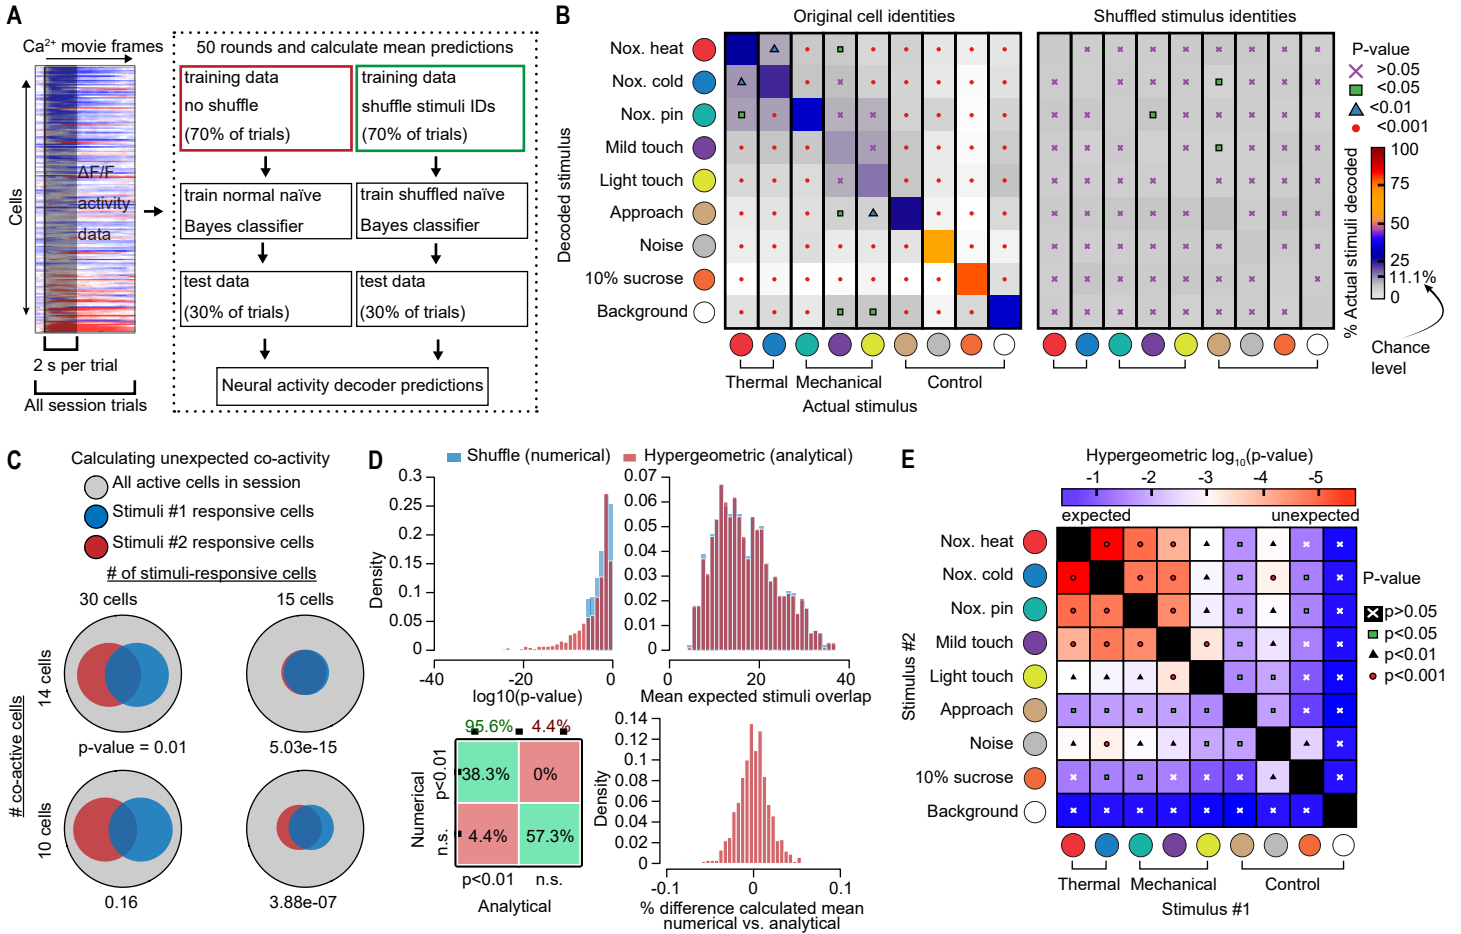 A
Ca²⁺ movie frames
Cells
ΔF/F
activity
data
2 s per trial
All session trials
50 rounds and calculate mean predictions
training data
no shuffle
(70% of trials)
training data
shuffle stimuli IDs
(70% of trials)
train normal naïve
Bayes classifier
train shuffled naïve
Bayes classifier
test data
(30% of trials)
test data
(30% of trials)
Neural activity decoder predictions
B
Original cell identities
Shuffled stimulus identities
Decoded stimulus
Nox. heat
Nox. cold
Nox. pin
Mild touch
Light touch
Approach
Noise
10% sucrose
Background
Thermal
Mechanical
Control
Actual stimulus
P-value
>0.05
<0.05
<0.01
<0.001
% Actual stimuli decoded
100
75
50
25
11.1%
0
Chance
level
C
Calculating unexpected co-activity
All active cells in session
Stimuli #1 responsive cells
Stimuli #2 responsive cells
# of stimuli-responsive cells
30 cells
15 cells
# co-active cells
14 cells
p-value = 0.01
5.03e-15
10 cells
0.16
3.88e-07
D
Shuffle (numerical)
Hypergeometric (analytical)
Density
0.3
0.25
0.2
0.15
0.1
0.05
0
-40
-20
0
log10(p-value)
0.07
0.06
0.05
0.04
0.03
0.02
0.01
0
0
20
40
Mean expected stimuli overlap
95.6%
4.4%
Numerical
p<0.01
n.s.
38.3%
0%
4.4%
57.3%
p<0.01
n.s.
Analytical
Density
0.14
0.12
0.1
0.08
0.06
0.04
0.02
0
-0.1
0
0.1
% difference calculated mean
numerical vs. analytical
E
Hypergeometric log₁₀(p-value)
-1
-2
-3
-4
-5
expected
unexpected
Stimulus #2
Nox. heat
Nox. cold
Nox. pin
Mild touch
Light touch
Approach
Noise
10% sucrose
Background
Thermal
Mechanical
Control
Stimulus #1
P-value
p>0.05
p<0.05
p<0.01
p<0.001